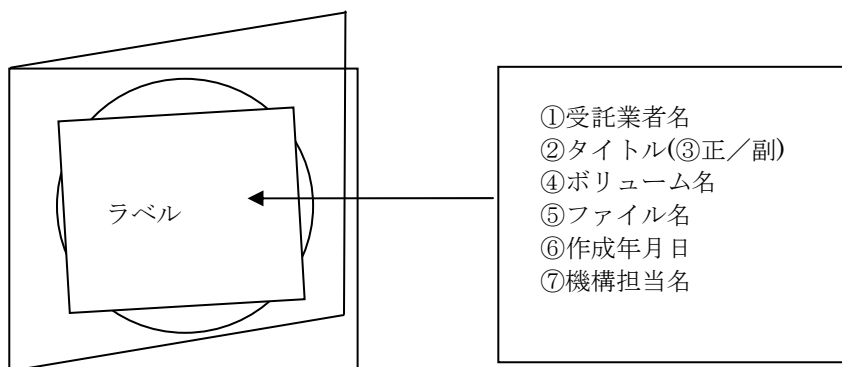 ラベル
①受託業者名
②タイトル(③正／副)
④ボリューム名
⑤ファイル名
⑥作成年月日
⑦機構担当名